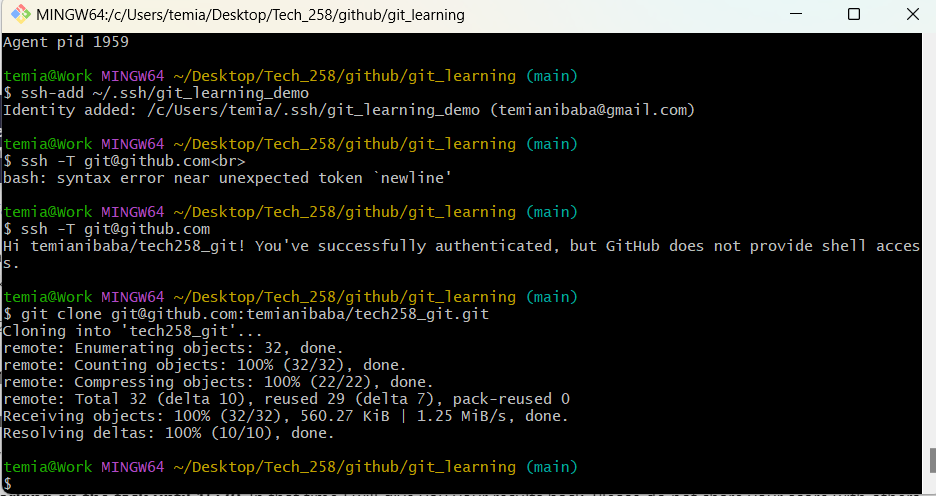 MINGW64:/c/Users/temia/Desktop/Tech_258/github/git_learning
Agent pid 1959
temia@Work MINGW64 ~/Desktop/Tech_258/github/git_learning (main)
$ ssh-add ~/.ssh/git_learning_demo
Identity added: /c/Users/temia/.ssh/git_learning_demo (temianibaba@gmail.com)
temia@Work MINGW64 ~/Desktop/Tech_258/github/git_learning (main)
$ ssh -T git@github.com<br>
bash: syntax error near unexpected token `newline'
temia@Work MINGW64 ~/Desktop/Tech_258/github/git_learning (main)
$ ssh -T git@github.com
Hi temianibaba/tech258_git! You've successfully authenticated, but GitHub does not provide shell acces
s.
temia@Work MINGW64 ~/Desktop/Tech_258/github/git_learning (main)
$ git clone git@github.com:temianibaba/tech258_git.git
Cloning into 'tech258_git'...
remote: Enumerating objects: 32, done.
remote: Counting objects: 100% (32/32), done.
remote: Compressing objects: 100% (22/22), done.
remote: Total 32 (delta 10), reused 29 (delta 7), pack-reused 0
Receiving objects: 100% (32/32), 560.27 KiB | 1.25 MiB/s, done.
Resolving deltas: 100% (10/10), done.
temia@Work MINGW64 ~/Desktop/Tech_258/github/git_learning (main)
$